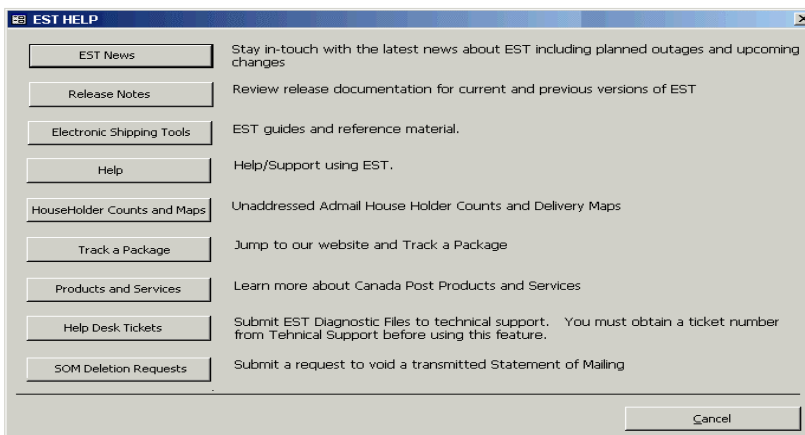 EST HELP
EST News
Stay in-touch with the latest news about EST including planned outages and upcoming
changes
Release Notes
Review release documentation for current and previous versions of EST
Electronic Shipping Tools
EST guides and reference material.
Help
Help/Support using EST.
HouseHolder Counts and Maps
Unaddressed Admail House Holder Counts and Delivery Maps
Track a Package
Jump to our website and Track a Package
Products and Services
Learn more about Canada Post Products and Services
Help Desk Tickets
Submit EST Diagnostic Files to technical support. You must obtain a ticket number
from Tehnical Support before using this feature.
SOM Deletion Requests
Submit a request to void a transmitted Statement of Mailing
Cancel